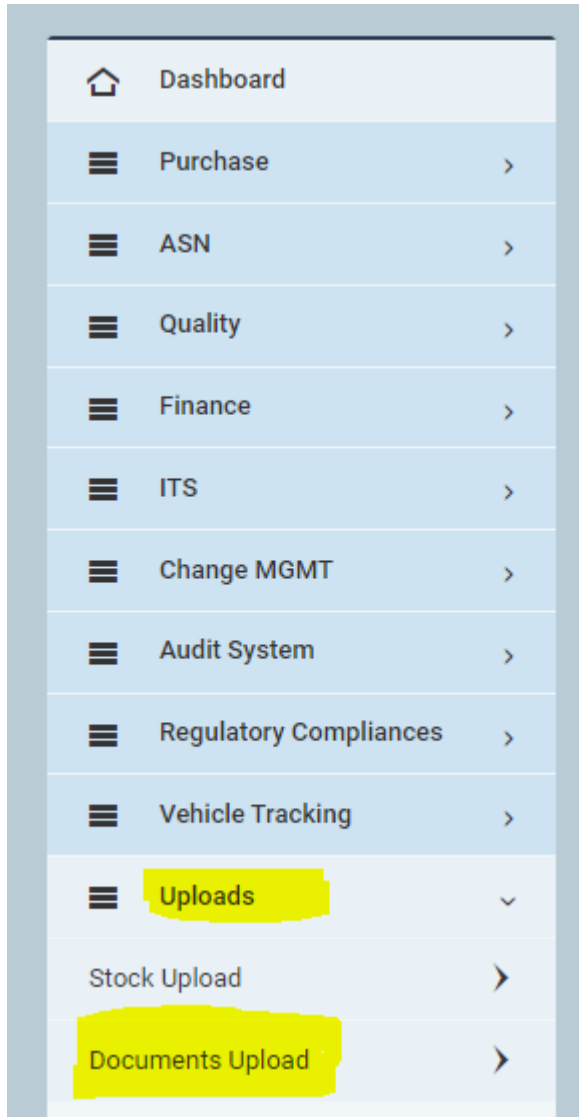 Dashboard
Purchase
ASN
Quality
Finance
ITS
Change MGMT
Audit System
Regulatory Compliances
Vehicle Tracking
Uploads
Stock Upload
Documents Upload